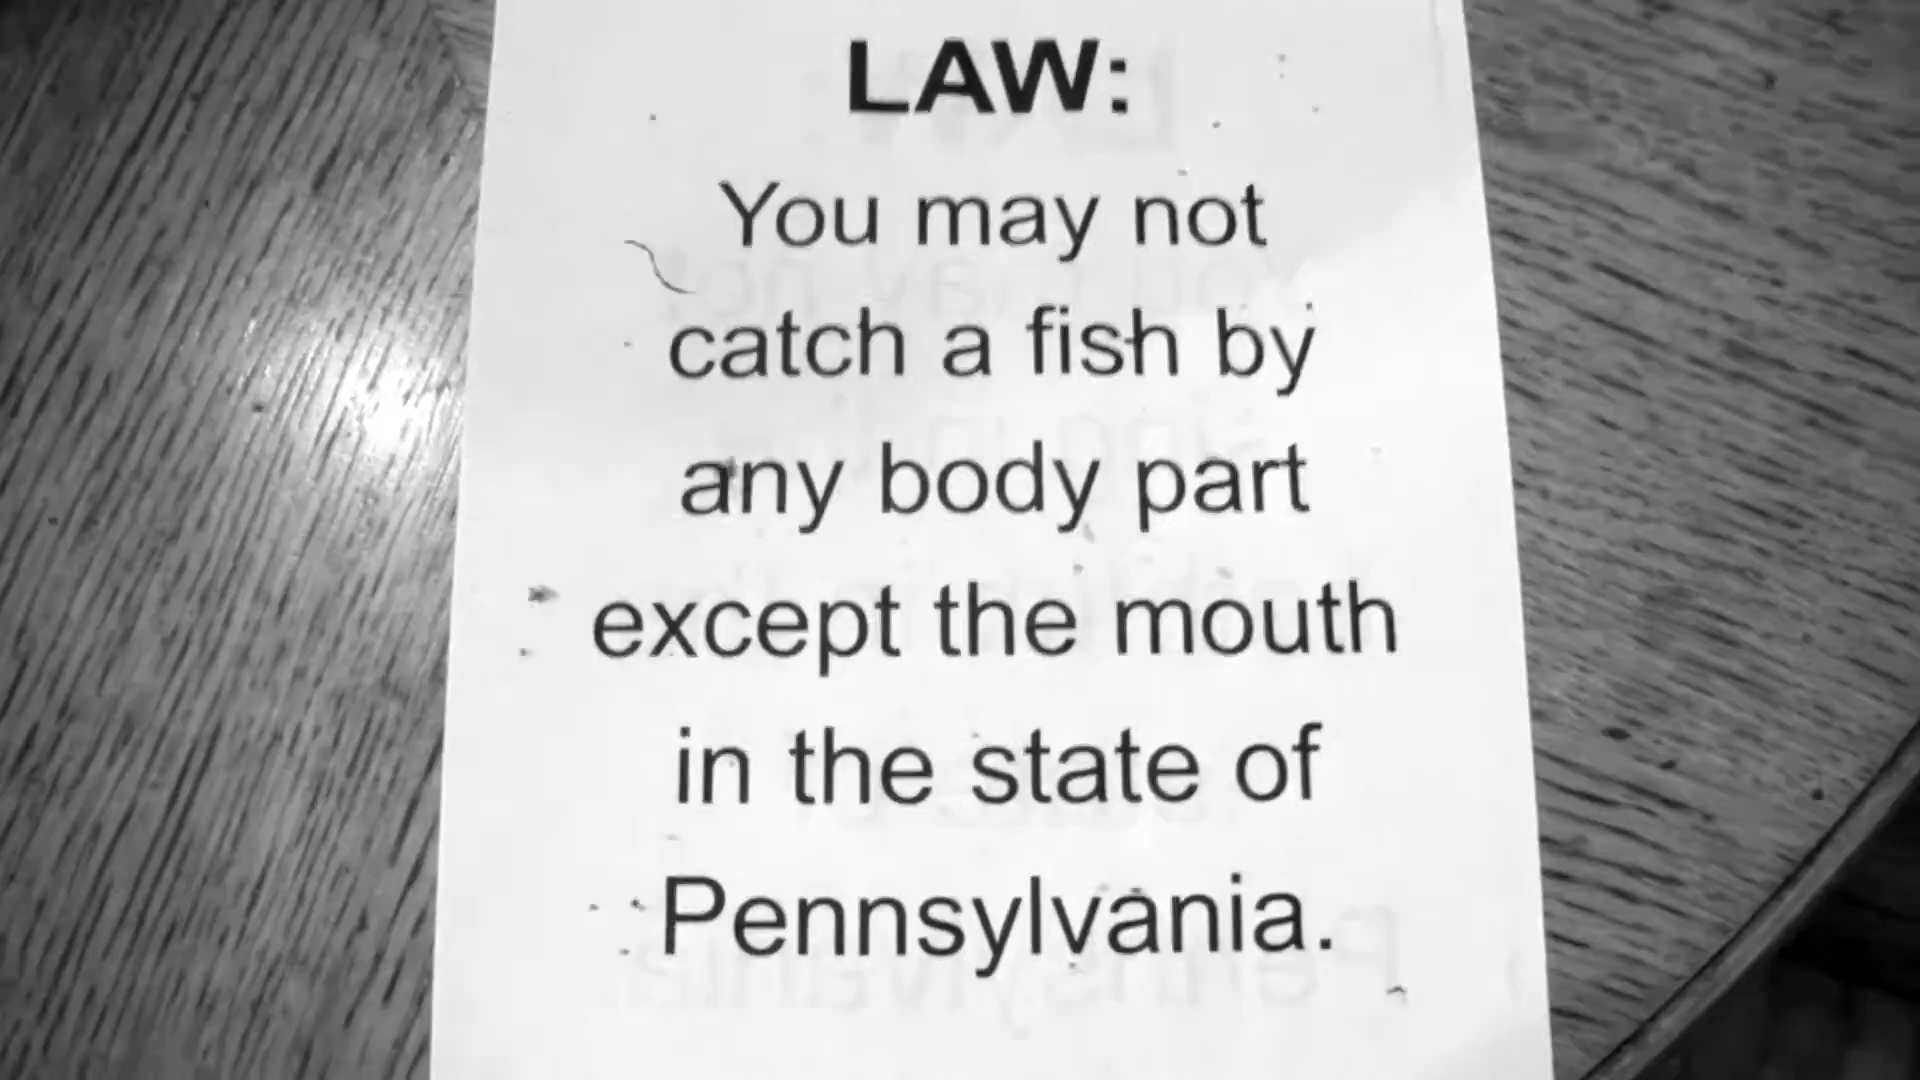 LAW:
You may not
catch a fish by
any body part
except the mouth
in the state of
Pennsylvania.